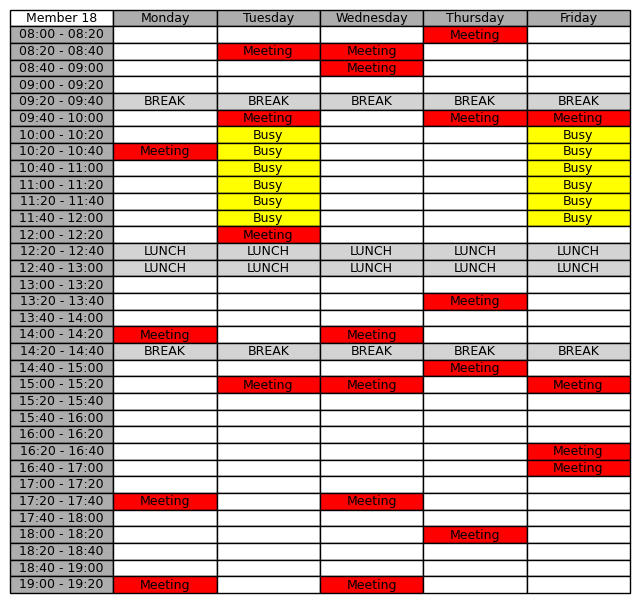 Member 18 Monday Tuesday Wednesday Thursday Friday
08:00 - 08:20 Meeting
08:20 - 08:40 Meeting Meeting
08:40 - 09:00 Meeting
09:00 - 09:20
09:20 - 09:40 BREAK BREAK BREAK BREAK BREAK
09:40 - 10:00 Meeting Meeting Meeting
10:00 - 10:20 Busy Busy
10:20 - 10:40 Meeting Busy Busy
10:40 - 11:00 Busy Busy
11:00 - 11:20 Busy Busy
11:20 - 11:40 Busy Busy
11:40 - 12:00 Busy Busy
12:00 - 12:20 Meeting
12:20 - 12:40 LUNCH LUNCH LUNCH LUNCH LUNCH
12:40 - 13:00 LUNCH LUNCH LUNCH LUNCH LUNCH
13:00 - 13:20
13:20 - 13:40 Meeting
13:40 - 14:00
14:00 - 14:20 Meeting Meeting
14:20 - 14:40 BREAK BREAK BREAK BREAK BREAK
14:40 - 15:00 Meeting
15:00 - 15:20 Meeting Meeting Meeting
15:20 - 15:40
15:40 - 16:00
16:00 - 16:20
16:20 - 16:40 Meeting
16:40 - 17:00 Meeting
17:00 - 17:20
17:20 - 17:40 Meeting Meeting
17:40 - 18:00
18:00 - 18:20 Meeting
18:20 - 18:40
18:40 - 19:00
19:00 - 19:20 Meeting Meeting